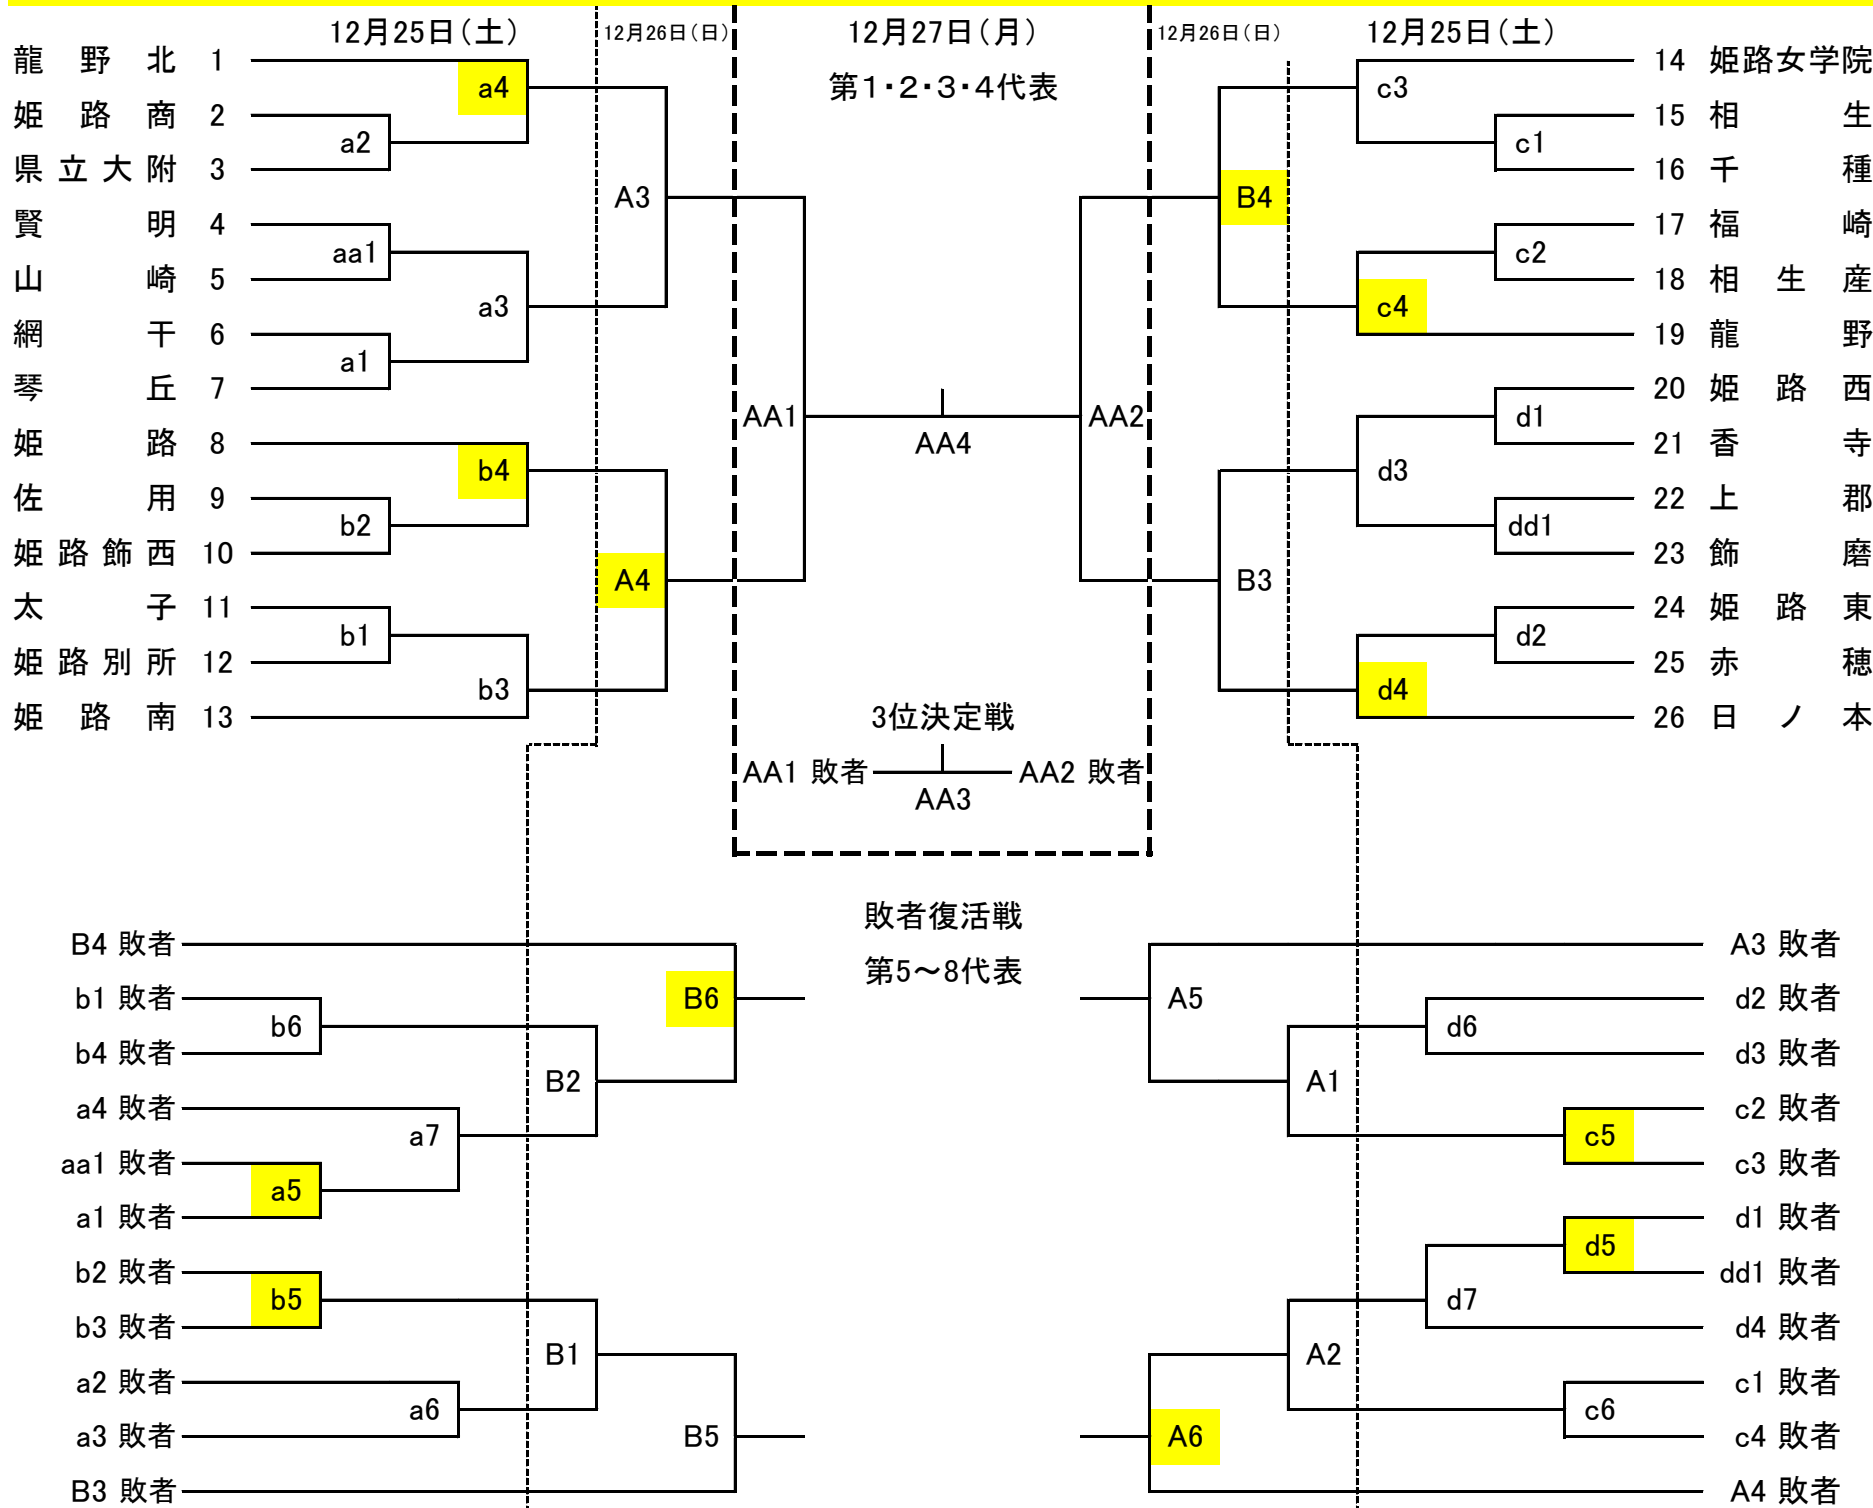 12月25日(土) 12月26日(日) 12月27日(月) 12月26日(日) 12月25日(土)
第1・2・3・4代表
龍野北 1
姫路商 2
県立大附 3
賢明 4
山崎 5
網干 6
琴丘 7
姫路 8
佐用 9
姫路飾西 10
太子 11
姫路別所 12
姫路南 13
a4
a2
A3
aa1
a3
a1
b4
b2
A4
b1
b3
AA1
AA4
AA2
14 姫路女学院
15 相生
16 千種
17 福崎
18 相生産
19 龍野
20 姫路西
21 香寺
22 上郡
23 飾磨
24 姫路東
25 赤穂
26 日ノ本
c3
c1
B4
c2
c4
d1
d3
dd1
B3
d2
d4
3位決定戦
AA1 敗者 AA2 敗者
AA3
敗者復活戦
第5～8代表
B4 敗者
b1 敗者
b4 敗者
a4 敗者
aa1 敗者
a1 敗者
b2 敗者
b3 敗者
a2 敗者
a3 敗者
B3 敗者
B6
b6
B2
a7
a5
b5
B1
a6
B5
A3 敗者
d2 敗者
d3 敗者
c2 敗者
c3 敗者
d1 敗者
dd1 敗者
d4 敗者
c1 敗者
c4 敗者
A4 敗者
A5
d6
A1
c5
d5
d7
A2
c6
A6